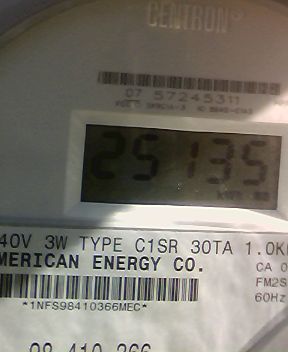 CENTRON
07 57245311
25135
40V 3W TYPE C1SR 30TA 1.0K
MERICAN ENERGY CO.
CA 0
FM2S
60Hz
*1NFS98410366MEC*
98 410 366